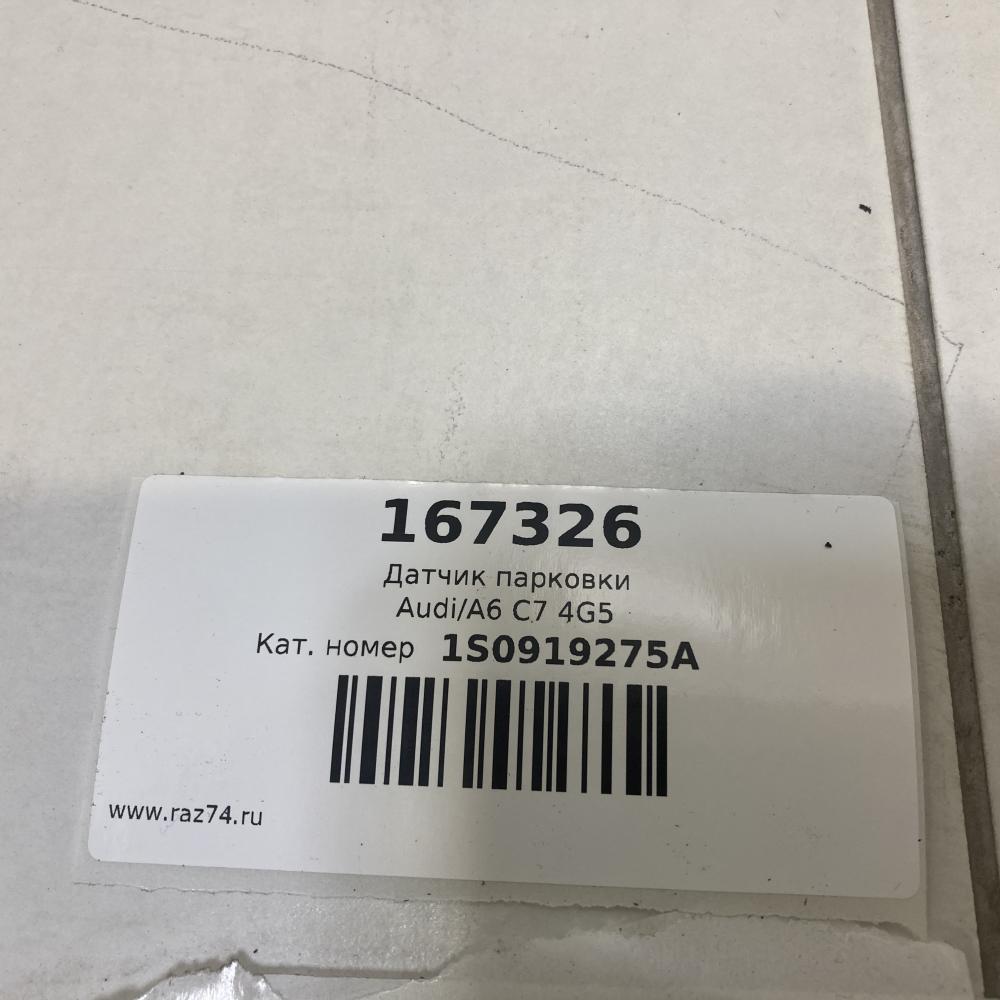 167326
Датчик парковки
Audi/A6 C7 4G5
Кат. номер 1S0919275A
www.raz74.ru